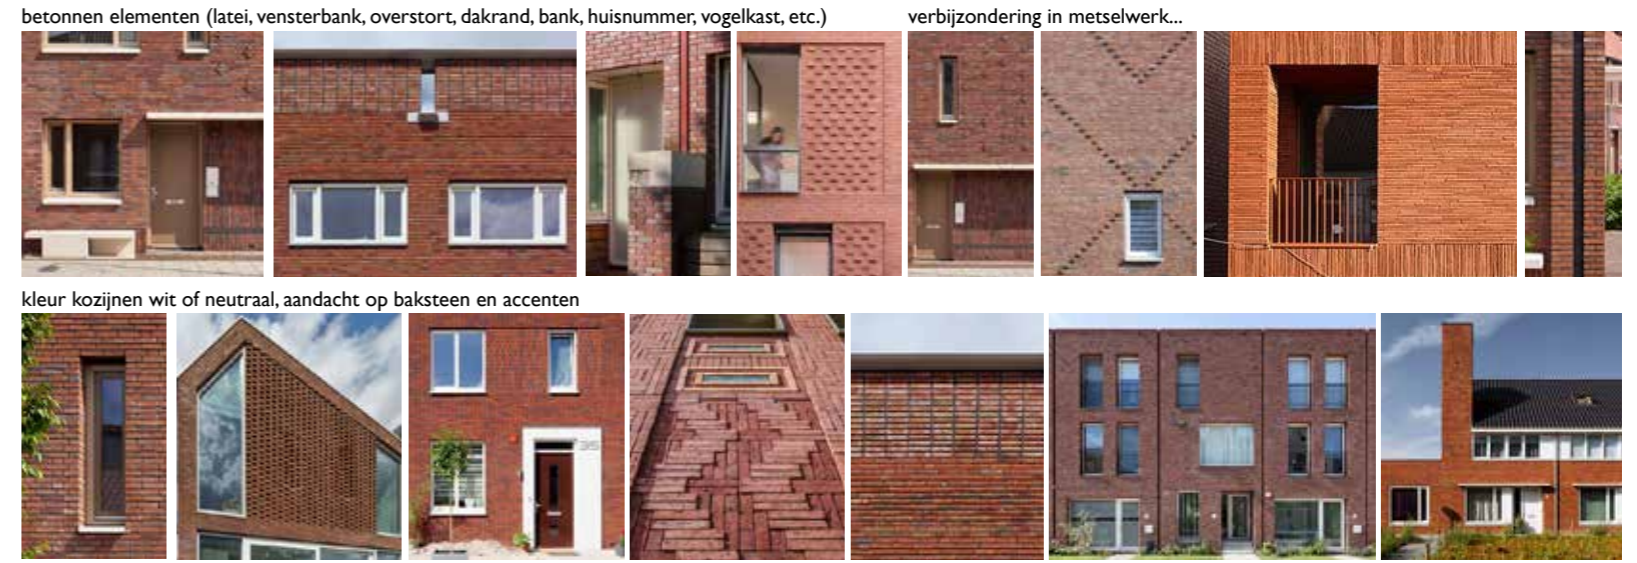 betonnen elementen (latei, vensterbank, overstort, dakrand, bank, huisnummer, vogelkast, etc.)
verbijzondering in metselwerk...
kleur kozijnen wit of neutraal, aandacht op baksteen en accenten